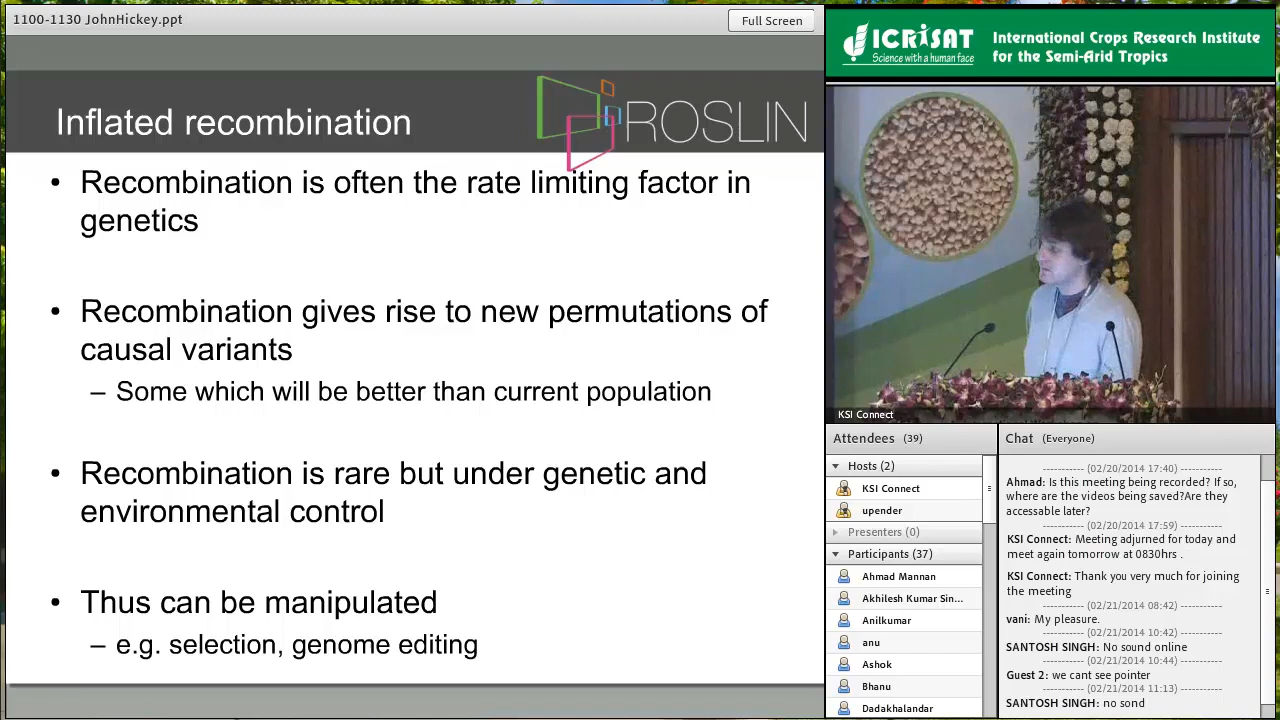 1100-1130 JohnHickey.ppt
Full Screen
Inflated recombination
ROSLIN
• Recombination is often the rate limiting factor in
genetics
• Recombination gives rise to new permutations of
causal variants
– Some which will be better than current population
• Recombination is rare but under genetic and
environmental control
• Thus can be manipulated
– e.g. selection, genome editing
ICRISAT
Science with a human face
International Crops Research Institute
for the Semi-Arid Tropics
KSI Connect
Attendees (39)
Hosts (2)
KSI Connect
upender
Presenters (0)
Participants (37)
Ahmad Mannan
Akhilesh Kumar Sin...
Anilkumar
anu
Ashok
Bhanu
Dadakhalandar
Chat (Everyone)
----------- (02/20/2014 17:40) -----------
Ahmad: Is this meeting being recorded? If so,
where are the videos being saved?Are they
accessable later?
----------- (02/20/2014 17:59) -----------
KSI Connect: Meeting adjurned for today and
meet again tomorrow at 0830hrs .
KSI Connect: Thank you very much for joining
the meeting
----------- (02/21/2014 08:42) -----------
vani: My pleasure.
----------- (02/21/2014 10:42) -----------
SANTOSH SINGH: No sound online
----------- (02/21/2014 10:44) -----------
Guest 2: we cant see pointer
----------- (02/21/2014 11:13) -----------
SANTOSH SINGH: no sond